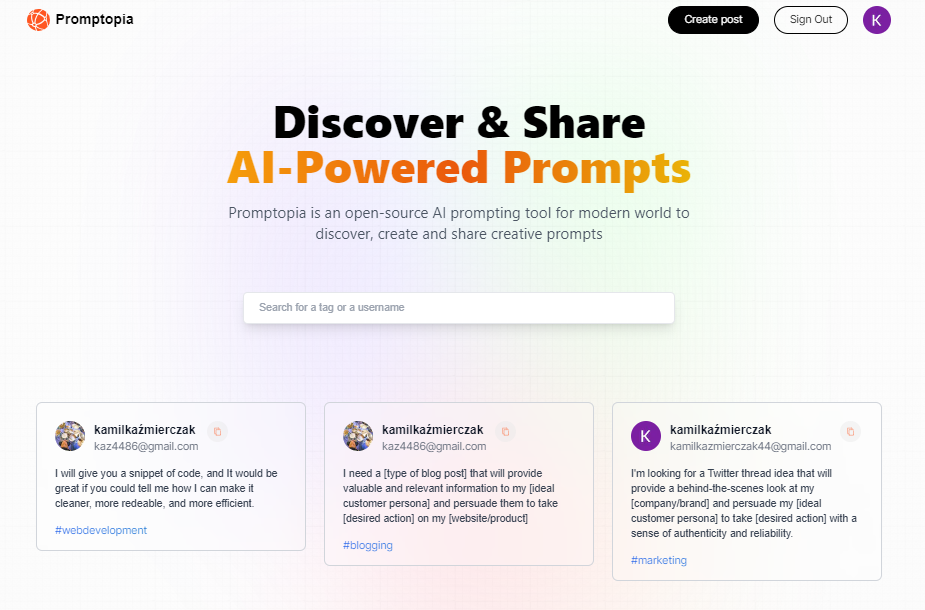 Promptopia
Create post
Sign Out
K
Discover & Share
AI-Powered Prompts
Promptopia is an open-source AI prompting tool for modern world to
discover, create and share creative prompts
Search for a tag or a username
kamilkaźmierczak
kaz4486@gmail.com
I will give you a snippet of code, and It would be
great if you could tell me how I can make it
cleaner, more redeable, and more efficient.
#webdevelopment
kamilkaźmierczak
kaz4486@gmail.com
I need a [type of blog post] that will provide
valuable and relevant information to my [ideal
customer persona] and persuade them to take
[desired action] on my [website/product]
#blogging
K
kamilkaźmierczak
kamilkazmierczak44@gmail.com
I'm looking for a Twitter thread idea that will
provide a behind-the-scenes look at my
[company/brand] and persuade my [ideal
customer persona] to take [desired action] with a
sense of authenticity and reliability.
#marketing